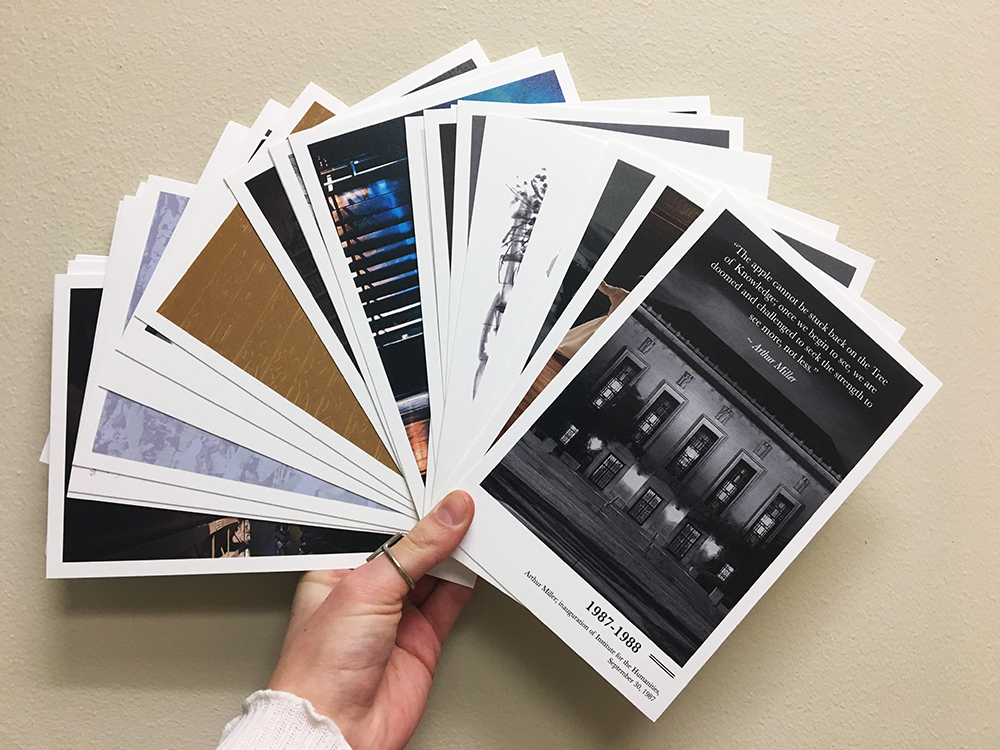 “The apple cannot be stuck back on the Tree
of Knowledge; once we begin to see, we are
doomed and challenged to seek the strength to
see more, not less.”
~ Arthur Miller
1987-1988
Arthur Miller, inauguration of Institute for the Humanities,
September 30, 1987